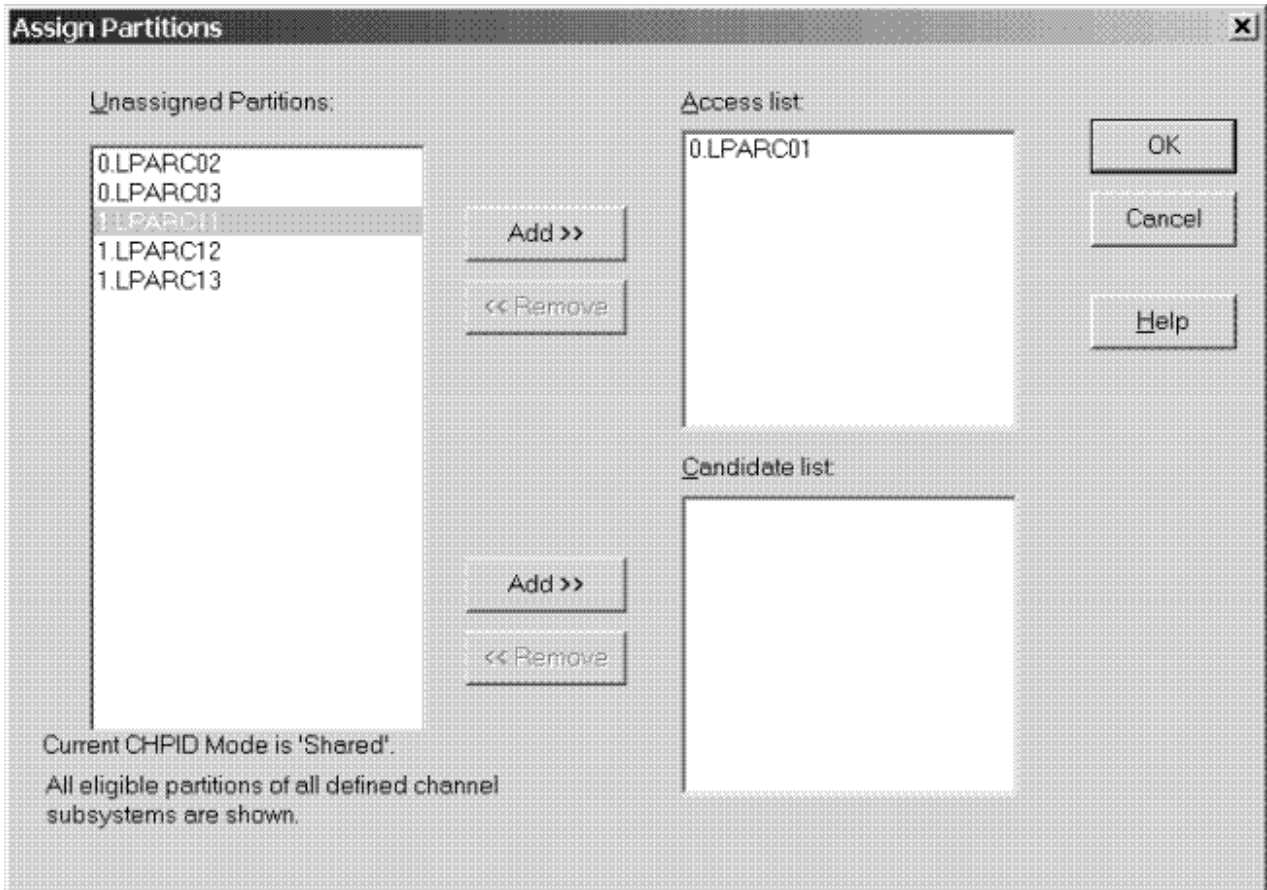 Assign Partitions
Unassigned Partitions:
0.LPARC02
0.LPARC03
1.LPARC11
1.LPARC12
1.LPARC13
Add >>
<< Remove
Add >>
<< Remove
Current CHPID Mode is 'Shared'.
All eligible partitions of all defined channel
subsystems are shown.
Access list:
0.LPARC01
Candidate list:
OK
Cancel
Help